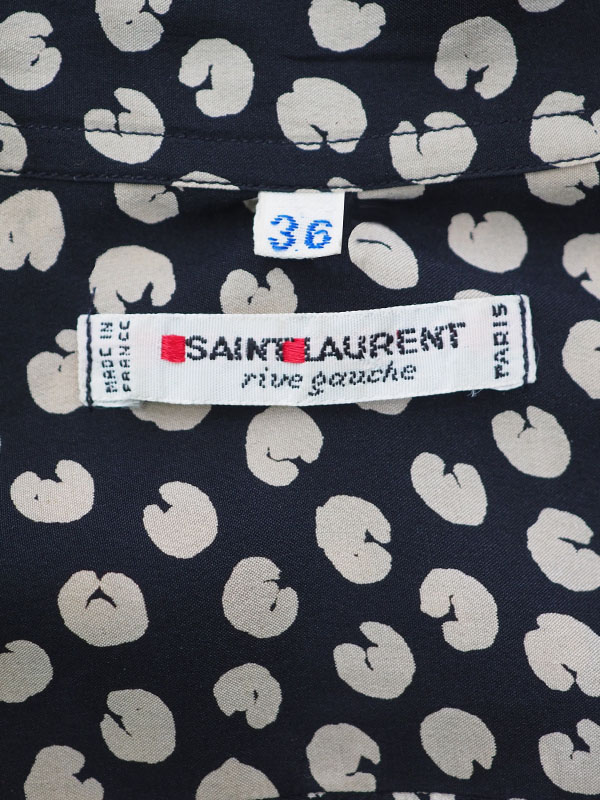 36
MADE IN
FRANCE
SAINT LAURENT
rive gauche
PARIS